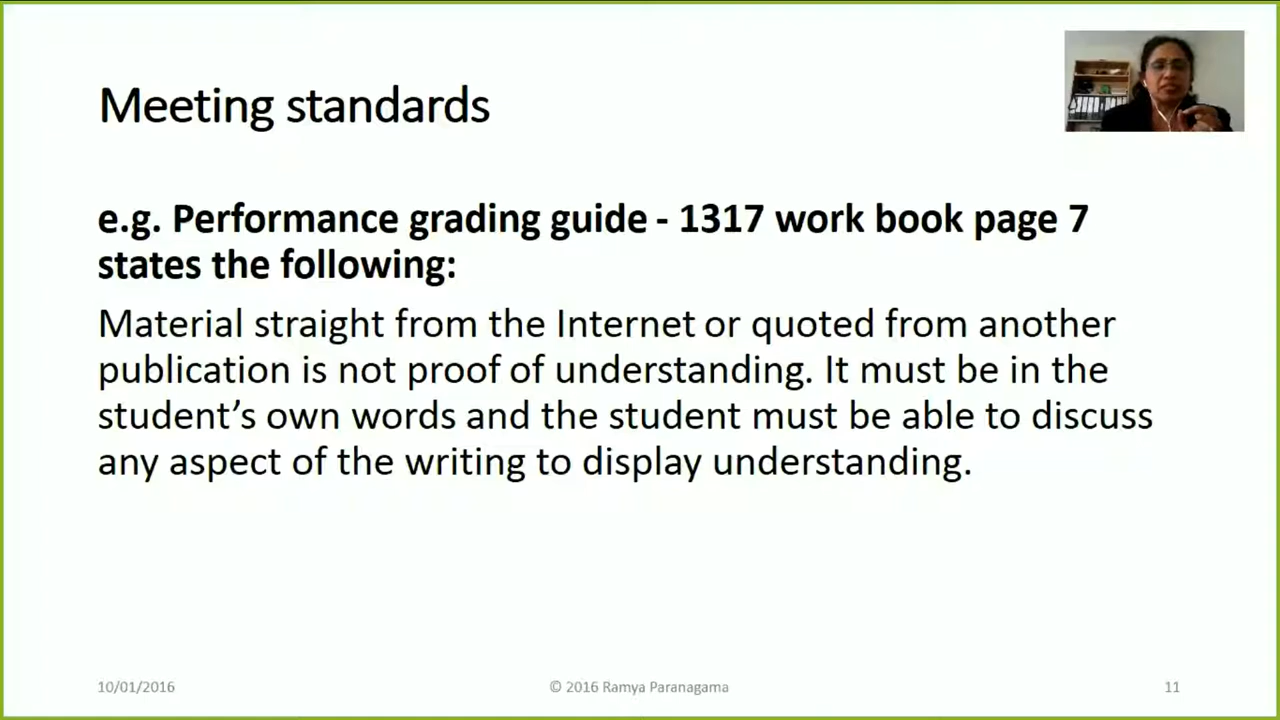 Meeting standards
e.g. Performance grading guide - 1317 work book page 7
states the following:
Material straight from the Internet or quoted from another
publication is not proof of understanding. It must be in the
student’s own words and the student must be able to discuss
any aspect of the writing to display understanding.
10/01/2016
© 2016 Ramya Paranagama
11